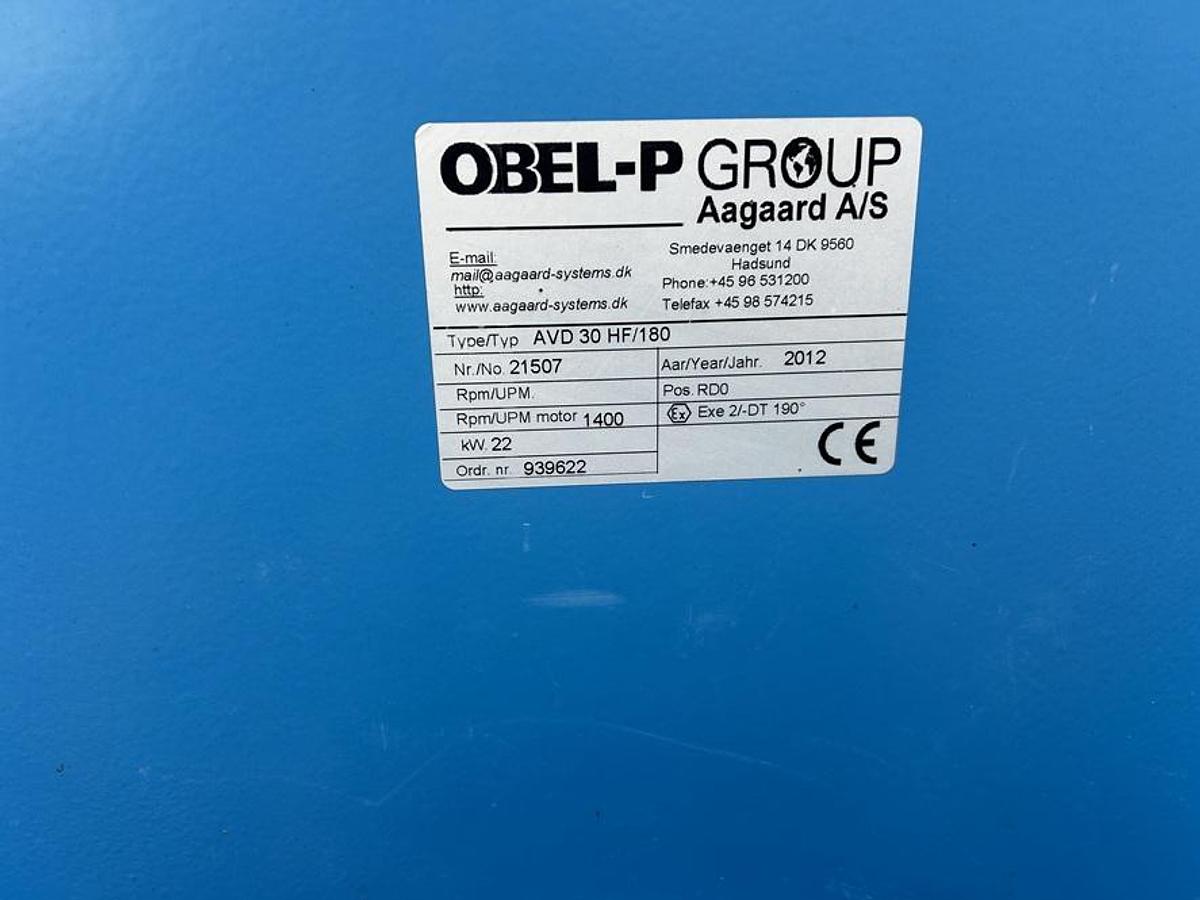 OBEL-P GROUP
Aagaard A/S
E-mail:
mail@aagaard-systems.dk
http:
www.aagaard-systems.dk
Smedevaenget 14 DK 9560
Hadsund
Phone:+45 96 531200
Telefax +45 98 574215
Type/Typ AVD 30 HF/180
Nr./No. 21507
Aar/Year/Jahr. 2012
Rpm/UPM.
Pos. RD0
Rpm/UPM motor 1400
Ex Exe 2/-DT 190°
kW. 22
Ordr. nr. 939622
CE